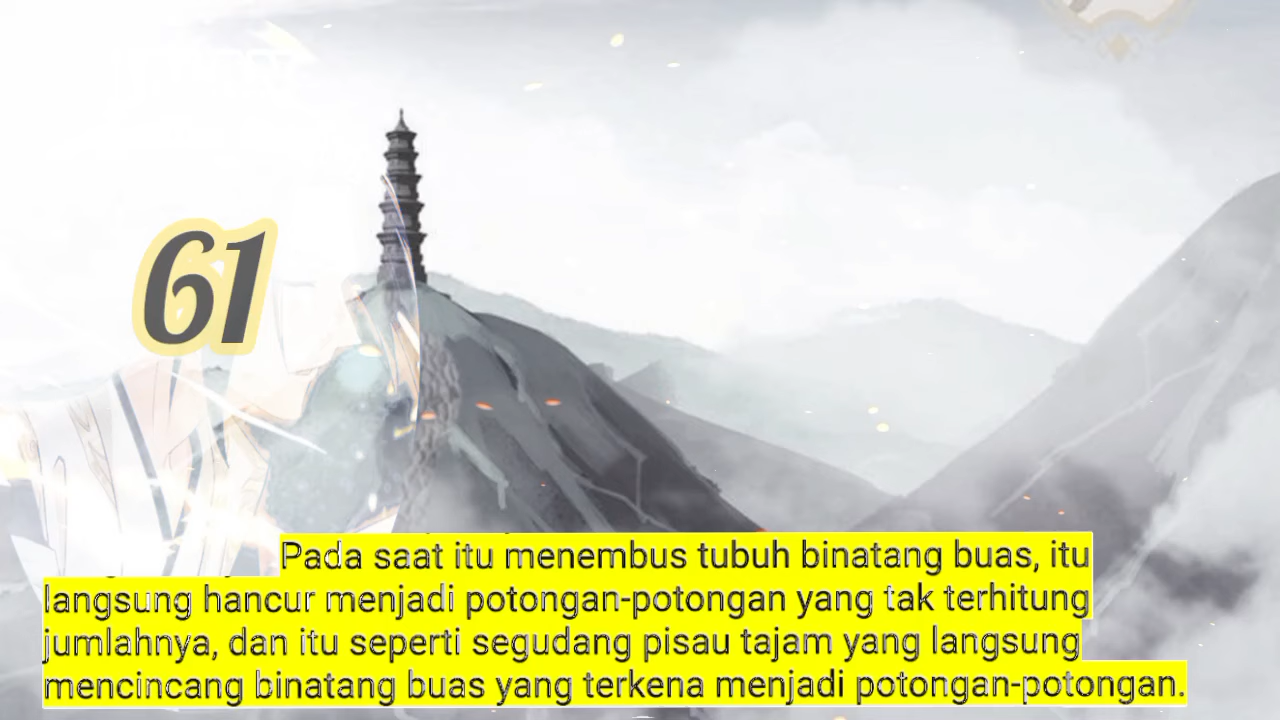 61
Pada saat itu menembus tubuh binatang buas, itu
langsung hancur menjadi potongan-potongan yang tak terhitung
jumlahnya, dan itu seperti segudang pisau tajam yang langsung
mencincang binatang buas yang terkena menjadi potongan-potongan.